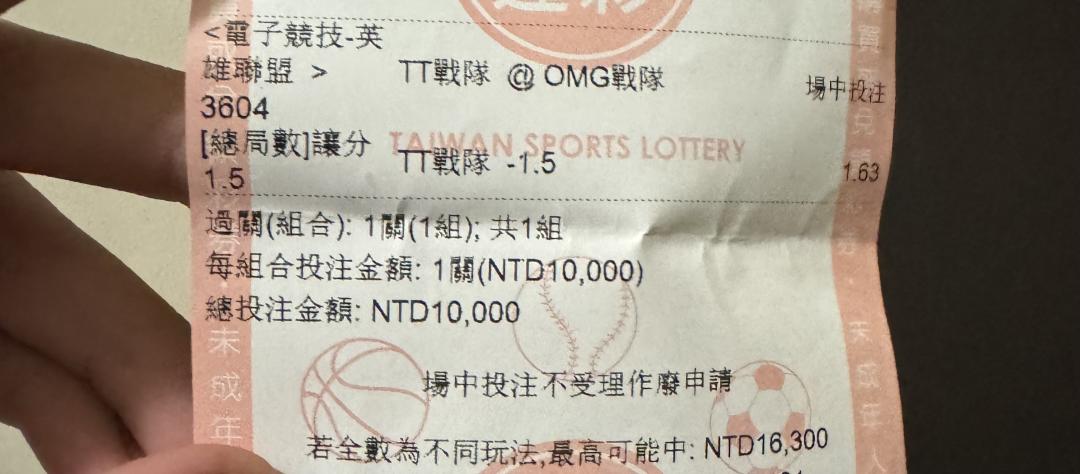 運彩
<電子競技-英
雄聯盟 > TT戰隊 @ OMG戰隊 場中投注
3604
[總局數]讓分
TAIWAN SPORTS LOTTERY
1.5 TT戰隊 -1.5 1.63
過關(組合): 1關(1組); 共1組
每組合投注金額: 1關(NTD10,000)
總投注金額: NTD10,000
場中投注不受理作廢申請
若全數為不同玩法,最高可能中: NTD16,300
未成年